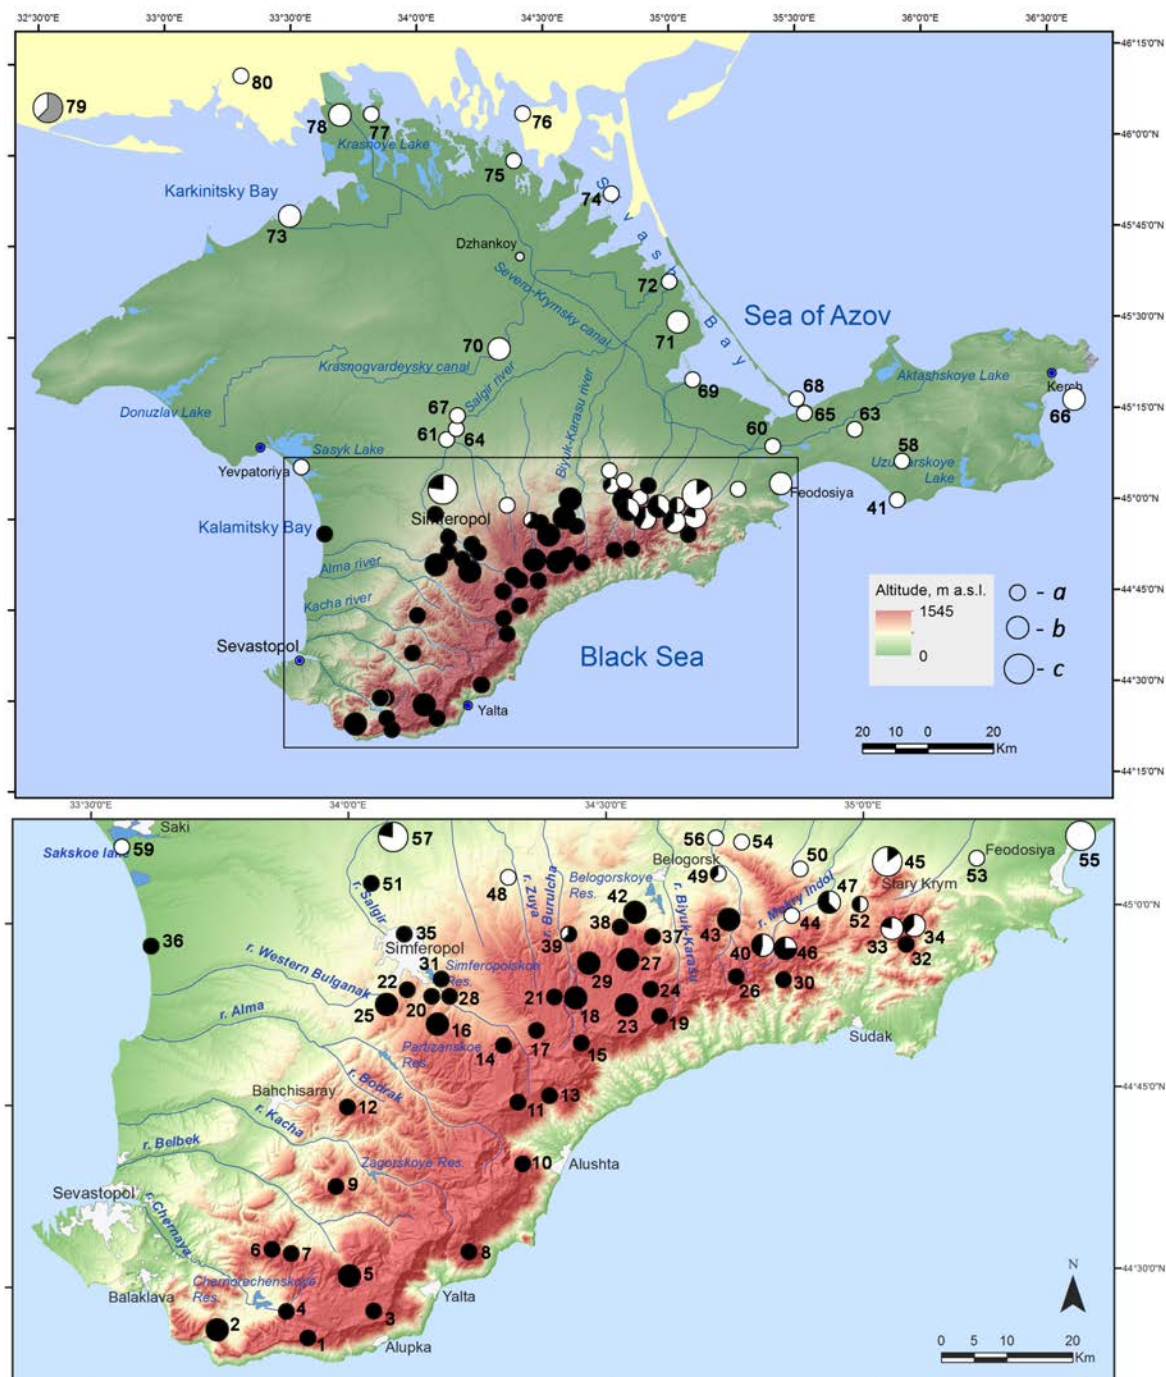 32°30'0"E
33°0'0"E
33°30'0"E
34°0'0"E
34°30'0"E
35°0'0"E
35°30'0"E
36°0'0"E
36°30'0"E
46°15'0"N
80
79
78
77
76
46°0'0"N
Krasnoye Lake
75
Karkinitsky Bay
74
Sivash Bay
73
45°45'0"N
Dzhankoy
72
Severo-Krymsky canal
Sea of Azov
71
45°30'0"N
70
Krasnogvardeysky canal
Salgir river
Biyuk-Karasu river
69
68
Aktashskoye Lake
Kerch
Donuzlav Lake
67
65
63
66
45°15'0"N
61
64
60
58
Sasyk Lake
Yevpatoriya
Lake
Feodosiya
41
45°0'0"N
Kalamitsky Bay
Simferopol
Alma river
Kacha river
Altitude, m a.s.l.
1545
0
- a
- b
- c
44°45'0"N
Sevastopol
Black Sea
44°30'0"N
Yalta
20 10 0 20
Km
44°15'0"N
33°30'0"E
34°0'0"E
34°30'0"E
35°0'0"E
Saki
59
Sakskoe lake
57
56
54
Feodosiya
55
Belogorsk
50
45
53
51
48
49
Stary Krym
r. Salgir
r. Zuya
r. Burulcha
Belogorskoye
Res.
42
r. Biyuk-Karasu
r. Mokry Indol
47
52
44
45°0'0"N
36
35
Simferopol
39
38
37
43
40
46
33
34
32
31
Simferopolskoe
Res.
r. Western Bulganak
22
29
27
26
30
25
20
28
21
18
24
r. Alma
16
23
19
Sudak
Partizanskoe
Res.
14
17
15
r. Bodrak
Bahchisaray
12
11
13
44°45'0"N
r. Kacha
r. Belbek
Zagorskoye Res.
10
Alushta
9
Sevastopol
r. Chernaya
6
7
8
N
44°30'0"N
5
Chernorechenskoye
Res.
Balaklava
Yalta
4
3
2
1
Alupka
0 5 10 20
Km